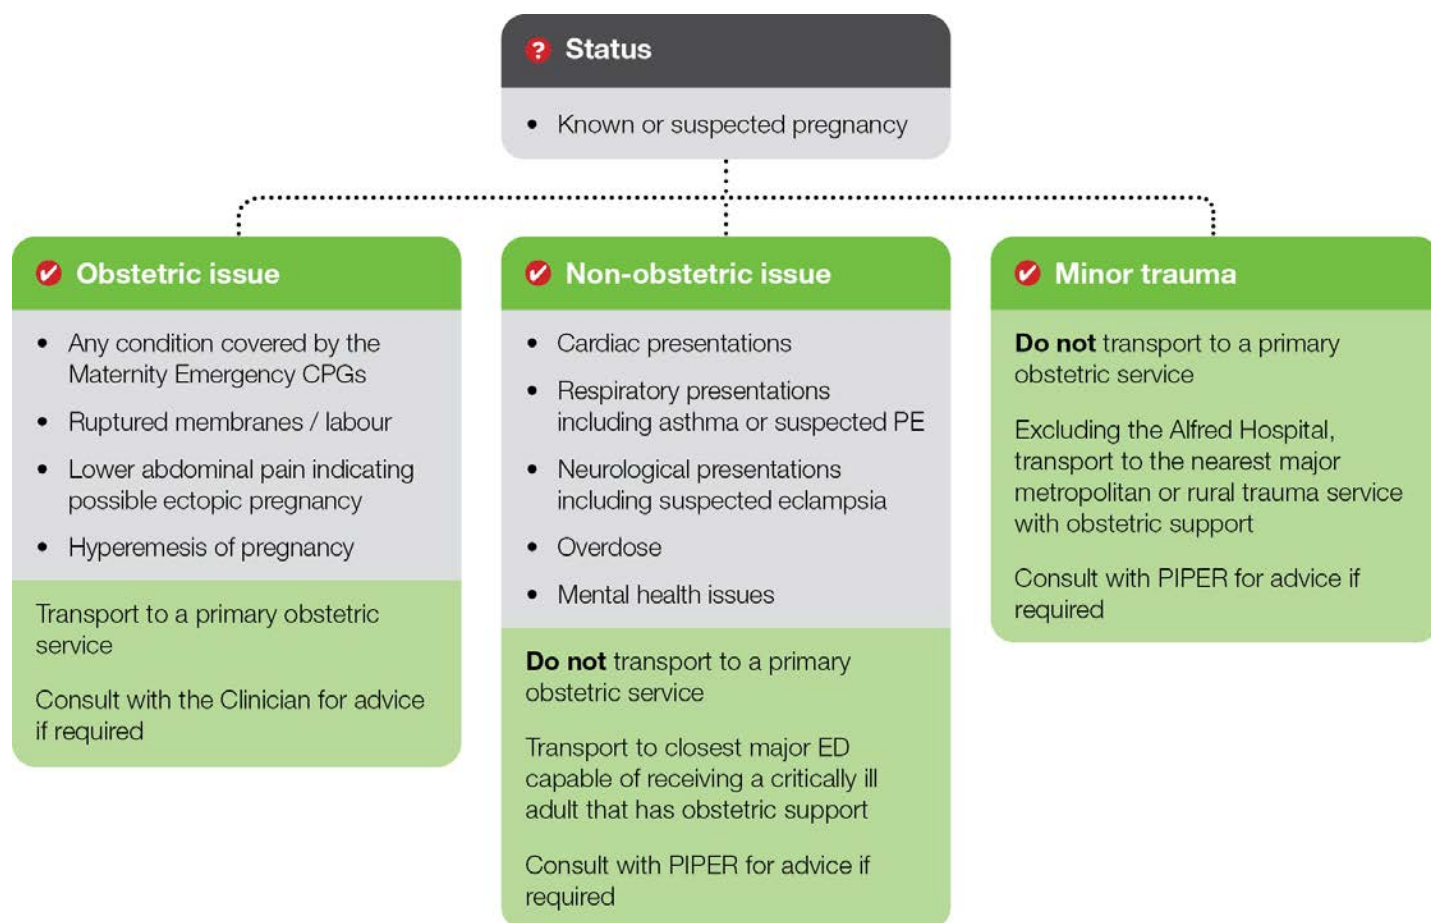 Status
• Known or suspected pregnancy
Obstetric issue
• Any condition covered by the
Maternity Emergency CPGs
• Ruptured membranes / labour
• Lower abdominal pain indicating
possible ectopic pregnancy
• Hyperemesis of pregnancy
Transport to a primary obstetric
service
Consult with the Clinician for advice
if required
Non-obstetric issue
• Cardiac presentations
• Respiratory presentations
including asthma or suspected PE
• Neurological presentations
including suspected eclampsia
• Overdose
• Mental health issues
Do not transport to a primary
obstetric service
Transport to closest major ED
capable of receiving a critically ill
adult that has obstetric support
Consult with PIPER for advice if
required
Minor trauma
Do not transport to a primary
obstetric service
Excluding the Alfred Hospital,
transport to the nearest major
metropolitan or rural trauma service
with obstetric support
Consult with PIPER for advice if
required